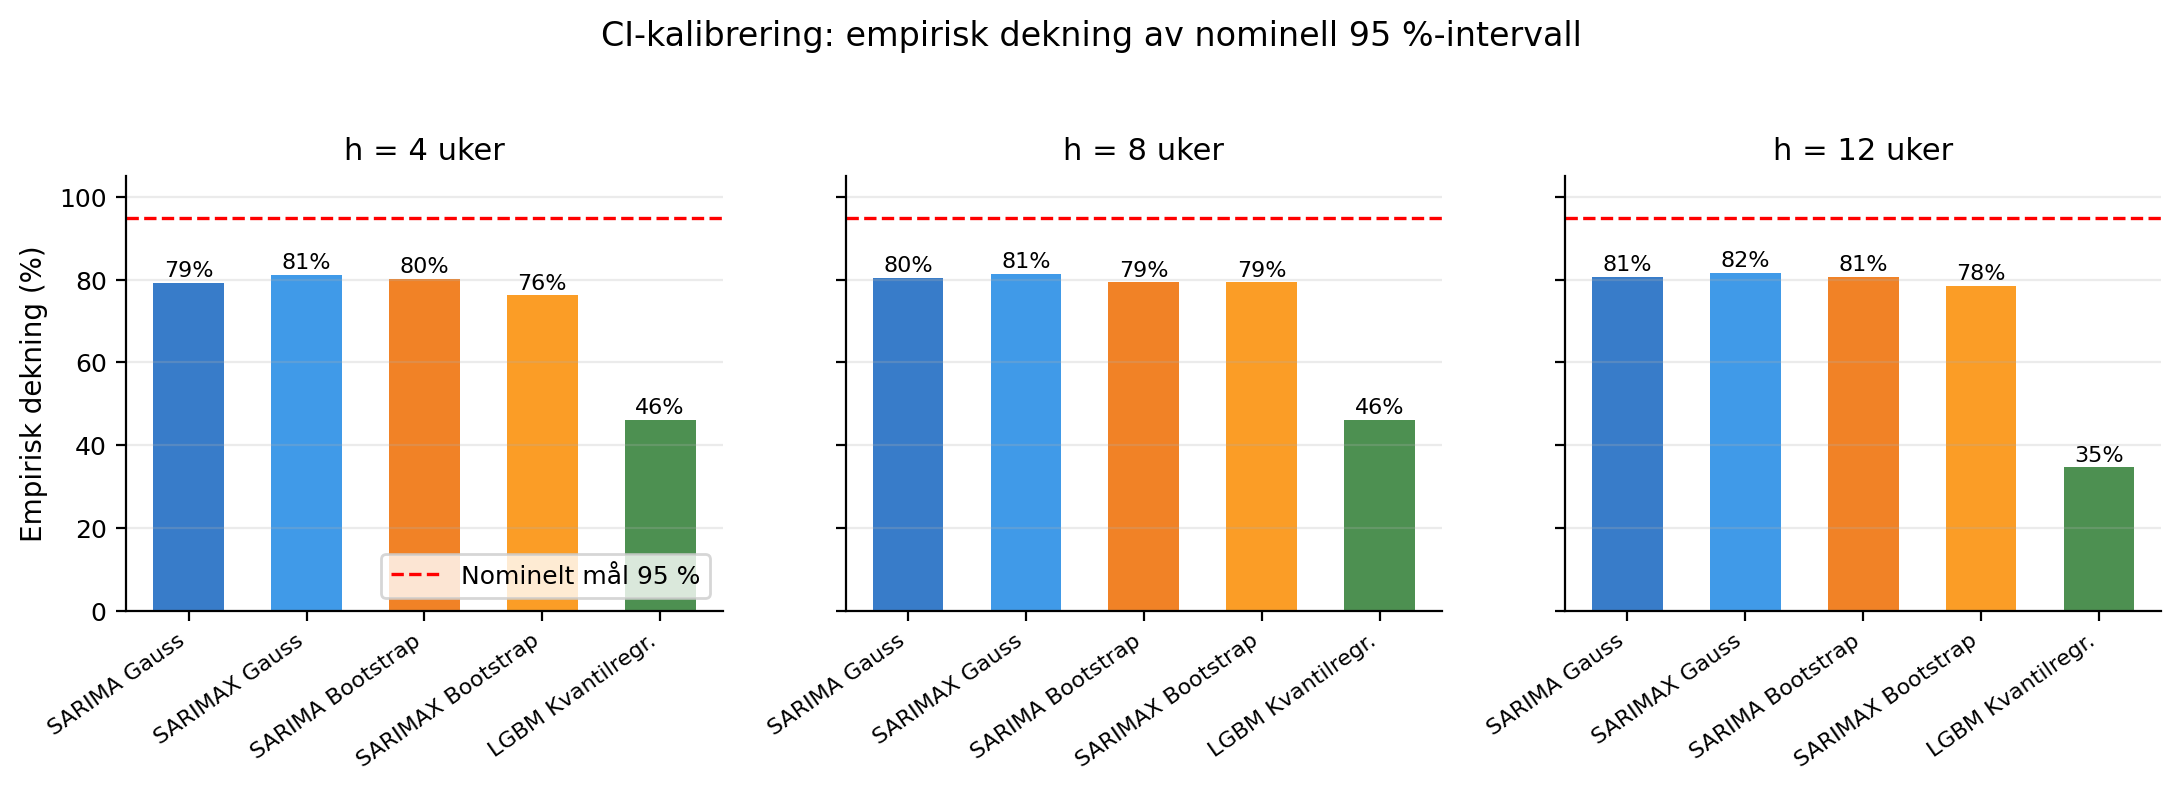 CI-kalibrering: empirisk dekning av nominell 95 %-intervall
h = 4 uker
Empirisk dekning (%)
100
80
60
40
20
0
79%
81%
80%
76%
46%
Nominelt mål 95 %
SARIMA Gauss
SARIMAX Gauss
SARIMA Bootstrap
SARIMAX Bootstrap
LGBM Kvantilregr.
h = 8 uker
80%
81%
79%
79%
46%
SARIMA Gauss
SARIMAX Gauss
SARIMA Bootstrap
SARIMAX Bootstrap
LGBM Kvantilregr.
h = 12 uker
81%
82%
81%
78%
35%
SARIMA Gauss
SARIMAX Gauss
SARIMA Bootstrap
SARIMAX Bootstrap
LGBM Kvantilregr.